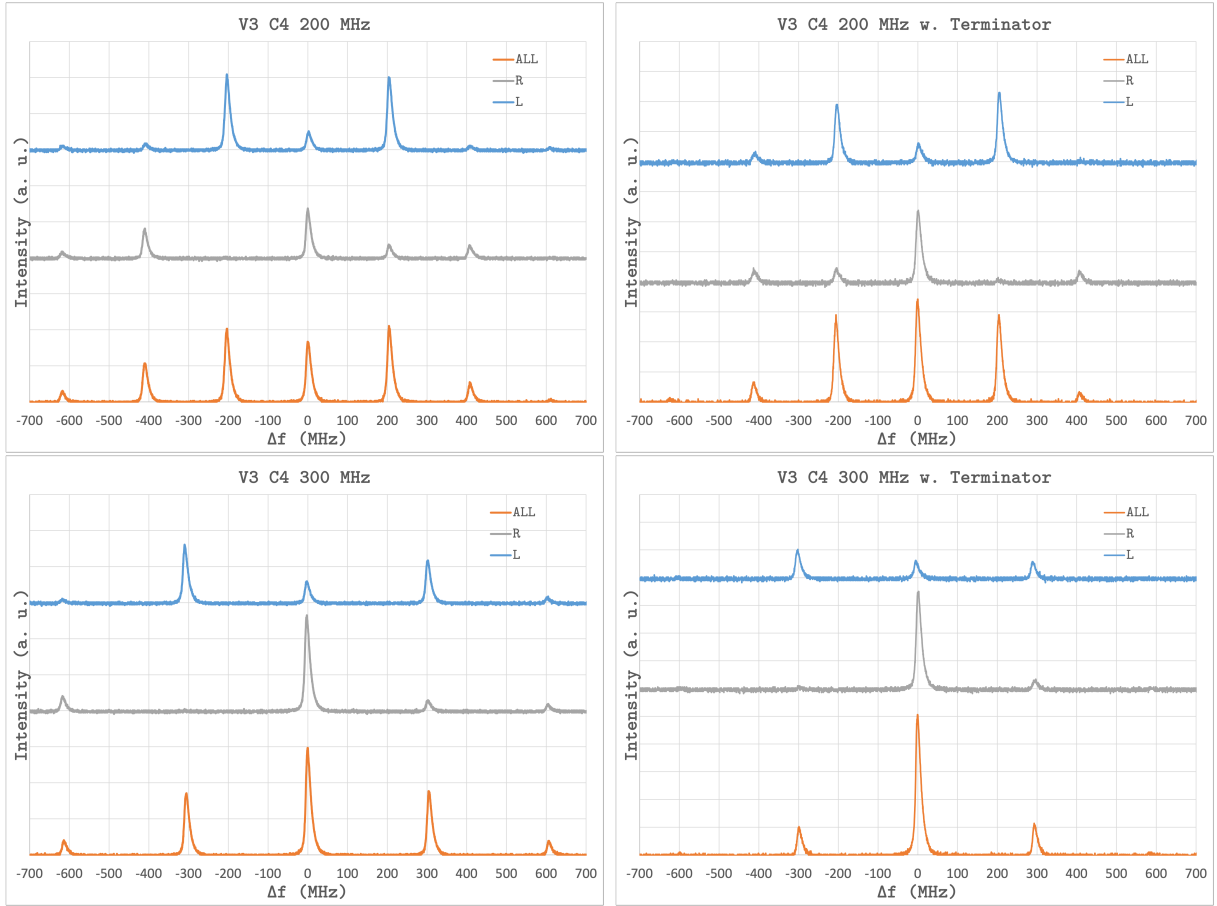 V3 C4 200 MHz
ALL
R
L
Intensity (a. u.)
-700 -600 -500 -400 -300 -200 -100 0 100 200 300 400 500 600 700
Δf (MHz)
V3 C4 200 MHz w. Terminator
ALL
R
L
Intensity (a. u.)
-700 -600 -500 -400 -300 -200 -100 0 100 200 300 400 500 600 700
Δf (MHz)
V3 C4 300 MHz
ALL
R
L
Intensity (a. u.)
-700 -600 -500 -400 -300 -200 -100 0 100 200 300 400 500 600 700
Δf (MHz)
V3 C4 300 MHz w. Terminator
ALL
R
L
Intensity (a. u.)
-700 -600 -500 -400 -300 -200 -100 0 100 200 300 400 500 600 700
Δf (MHz)